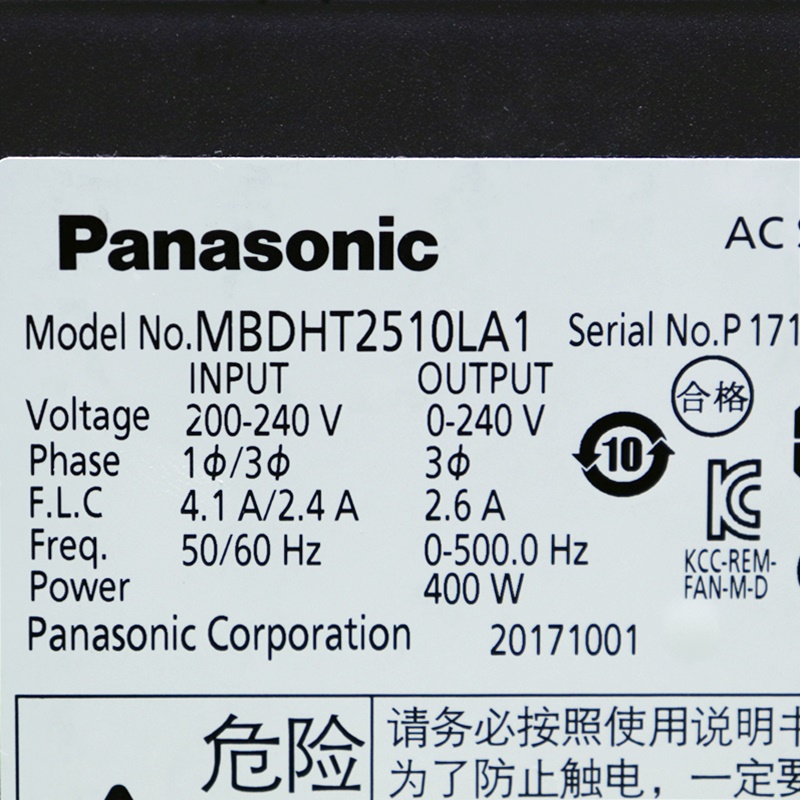 Panasonic
AC
Model No.MBDHT2510LA1 Serial No.P171
INPUT OUTPUT
Voltage 200-240 V 0-240 V
Phase 1ϕ/3ϕ 3ϕ
F.L.C 4.1 A/2.4 A 2.6 A
Freq. 50/60 Hz 0-500.0 Hz
Power 400 W
合格
10
KCC-REM-
FAN-M-D
Panasonic Corporation 20171001
危险
请务必按照使用说明书
为了防止触电，一定要